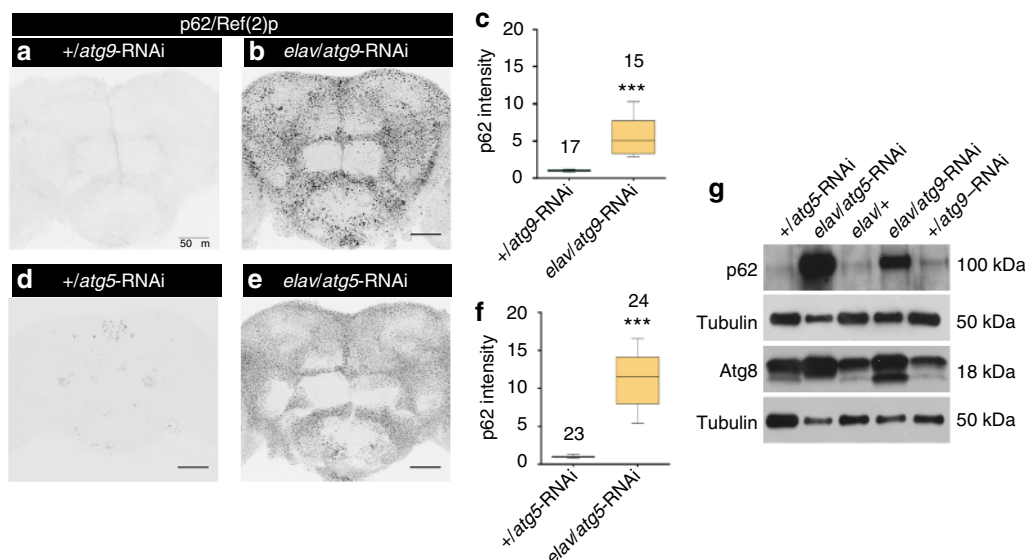 p62/Ref(2)p
a +/atg9-RNAi
b elav/atg9-RNAi
50 m
c
p62 intensity
20
15
10
5
0
17
15
***
+/atg9-RNAi
elav/atg9-RNAi
d +/atg5-RNAi
e elav/atg5-RNAi
f
p62 intensity
20
15
10
5
0
23
24
***
+/atg5-RNAi
elav/atg5-RNAi
g
+/atg5-RNAi
elav/atg5-RNAi
elav/+
elav/atg9-RNAi
+/atg9--RNAi
p62 100 kDa
Tubulin 50 kDa
Atg8 18 kDa
Tubulin 50 kDa